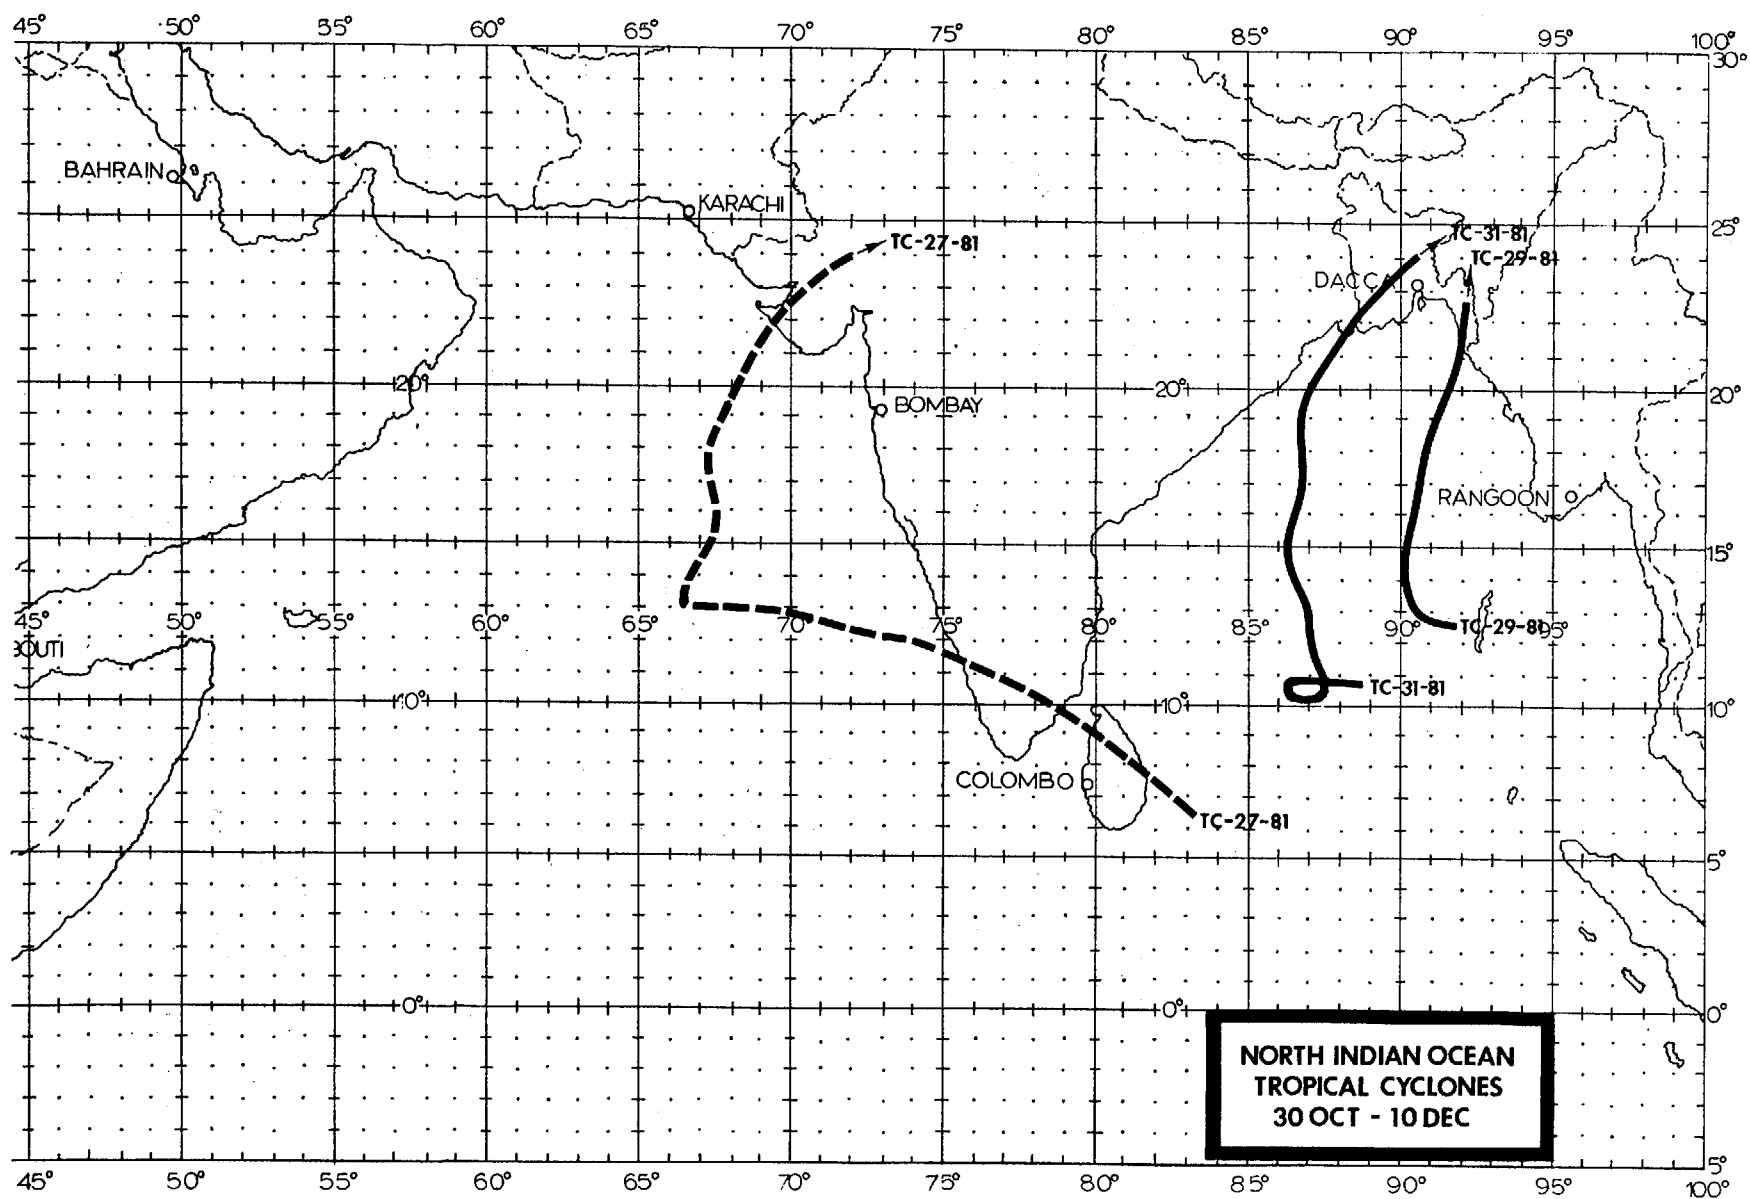 45° 50° 55° 60° 65° 70° 75° 80° 85° 90° 95° 100°
30°
BAHRAIN
KARACHI
25°
TC-27-81
TC-31-81
TC-29-81
DACCA
20° 20° 20°
BOMBAY
RANGOON
15°
45° 50° 55° 60° 65° 70° 75° 80° 85° 90° 95°
TC-29-81
BOUTI
TC-31-81
10° 10° 10°
COLOMBO
TC-27-81
5°
0° 0° 0°
NORTH INDIAN OCEAN
TROPICAL CYCLONES
30 OCT - 10 DEC
5°
45° 50° 55° 60° 65° 70° 75° 80° 85° 90° 95° 100°